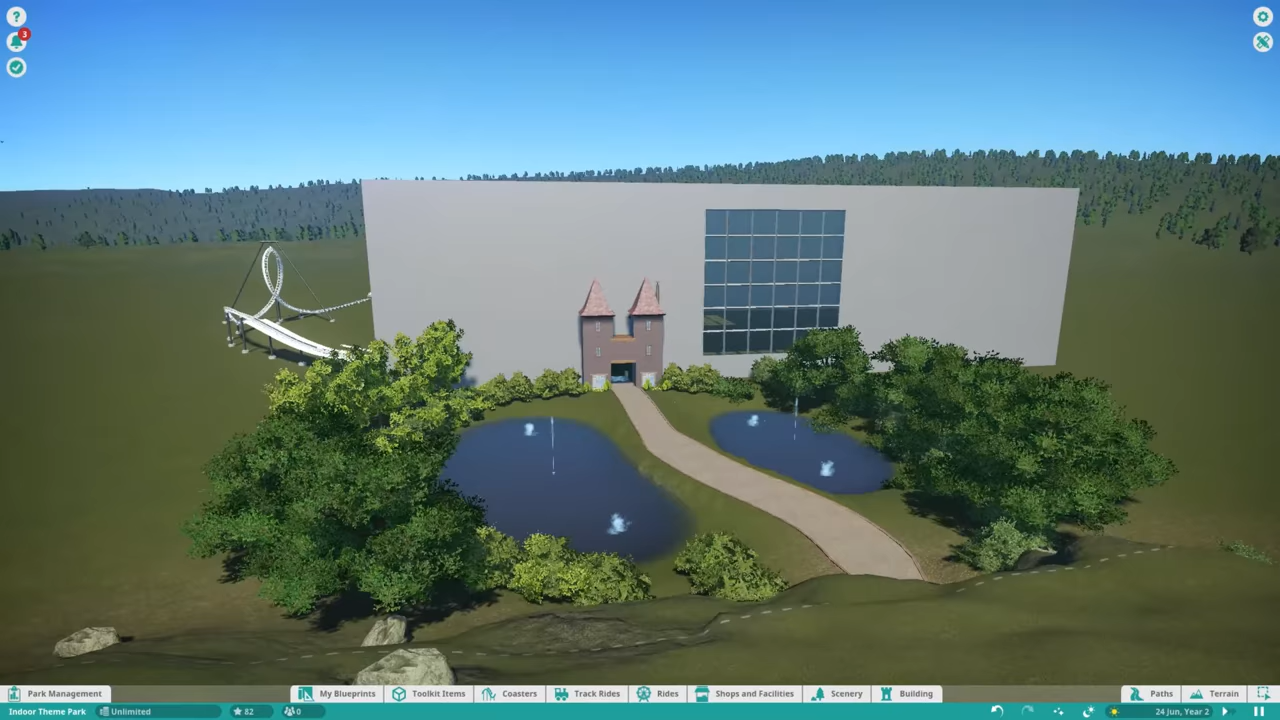 ?
3
Park Management
My Blueprints
Toolkit Items
Coasters
Track Rides
Rides
Shops and Facilities
Scenery
Building
Paths
Terrain
Indoor Theme Park
Unlimited
82
0
24 Jun, Year 2